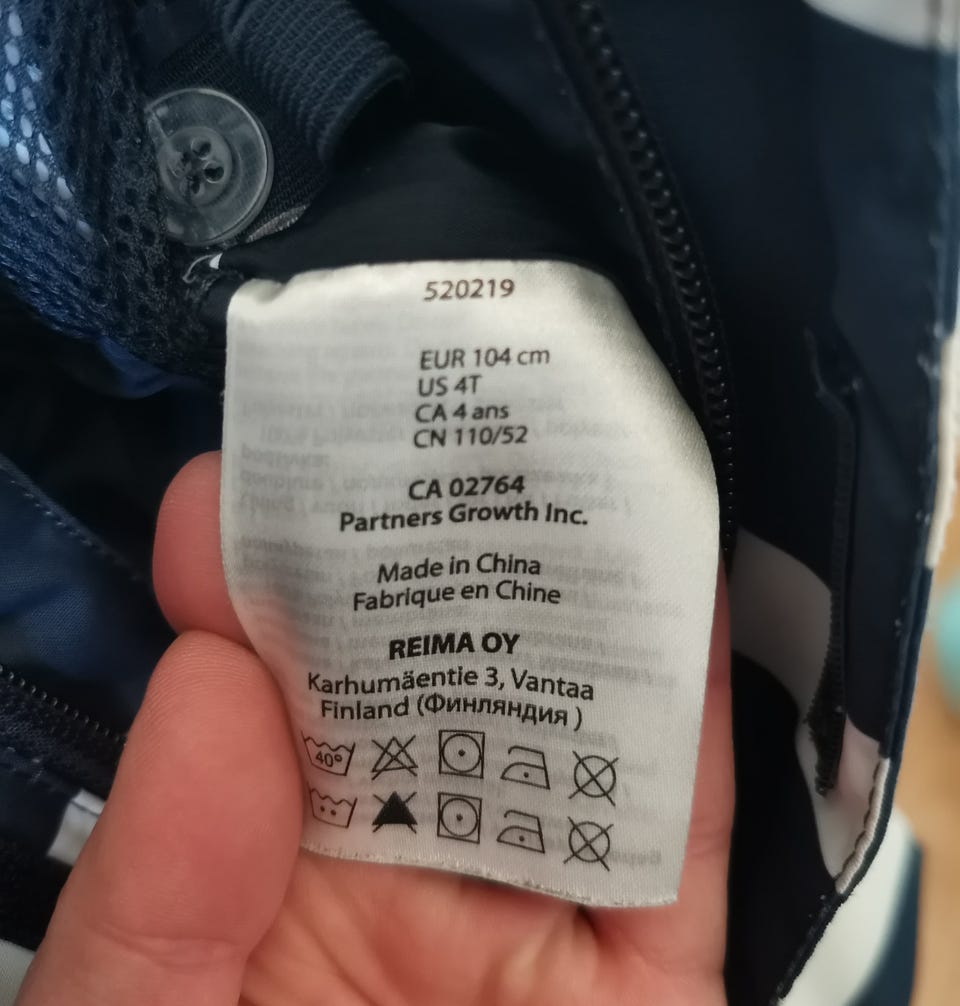 520219
EUR 104 cm
US 4T
CA 4 ans
CN 110/52
CA 02764
Partners Growth Inc.
Made in China
Fabrique en Chine
REIMA OY
Karhumäentie 3, Vantaa
Finland (Финляндия )
40°